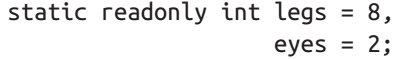 static readonly int legs = 8,
eyes = 2;